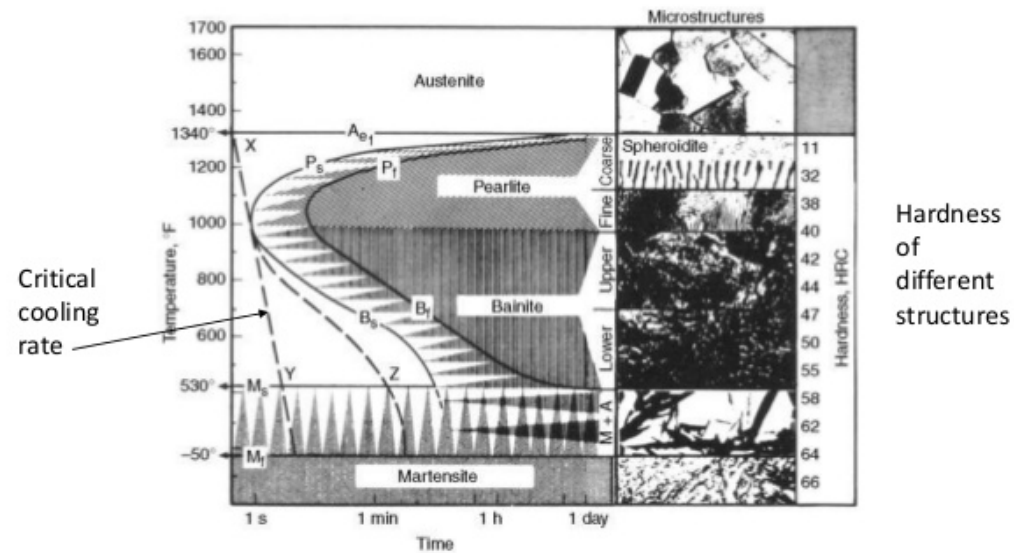 Microstructures
1700
1600
1400
1340°
1200
1000
800
600
530°
−50°
Temperature, °F
Austenite
Ae1
X
Ps
Pf
Pearlite
Bs
Bf
Bainite
Ms
Y
Z
Mf
Martensite
Coarse
Fine
Upper
Lower
M + A
Spheroidite
11
32
38
40
42
44
47
50
55
58
62
64
66
Hardness, HRC
1 s
1 min
1 h
1 day
Time
Critical
cooling
rate
Hardness
of
different
structures